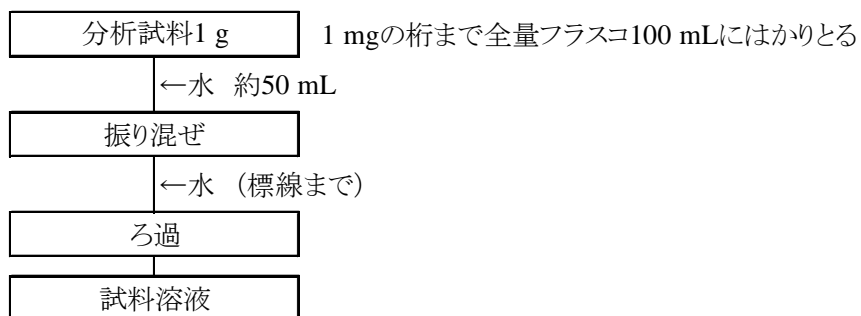 分析試料1 g　1 mgの桁まで全量フラスコ100 mLにはかりとる
←水　約50 mL
振り混ぜ
←水　（標線まで）
ろ過
試料溶液